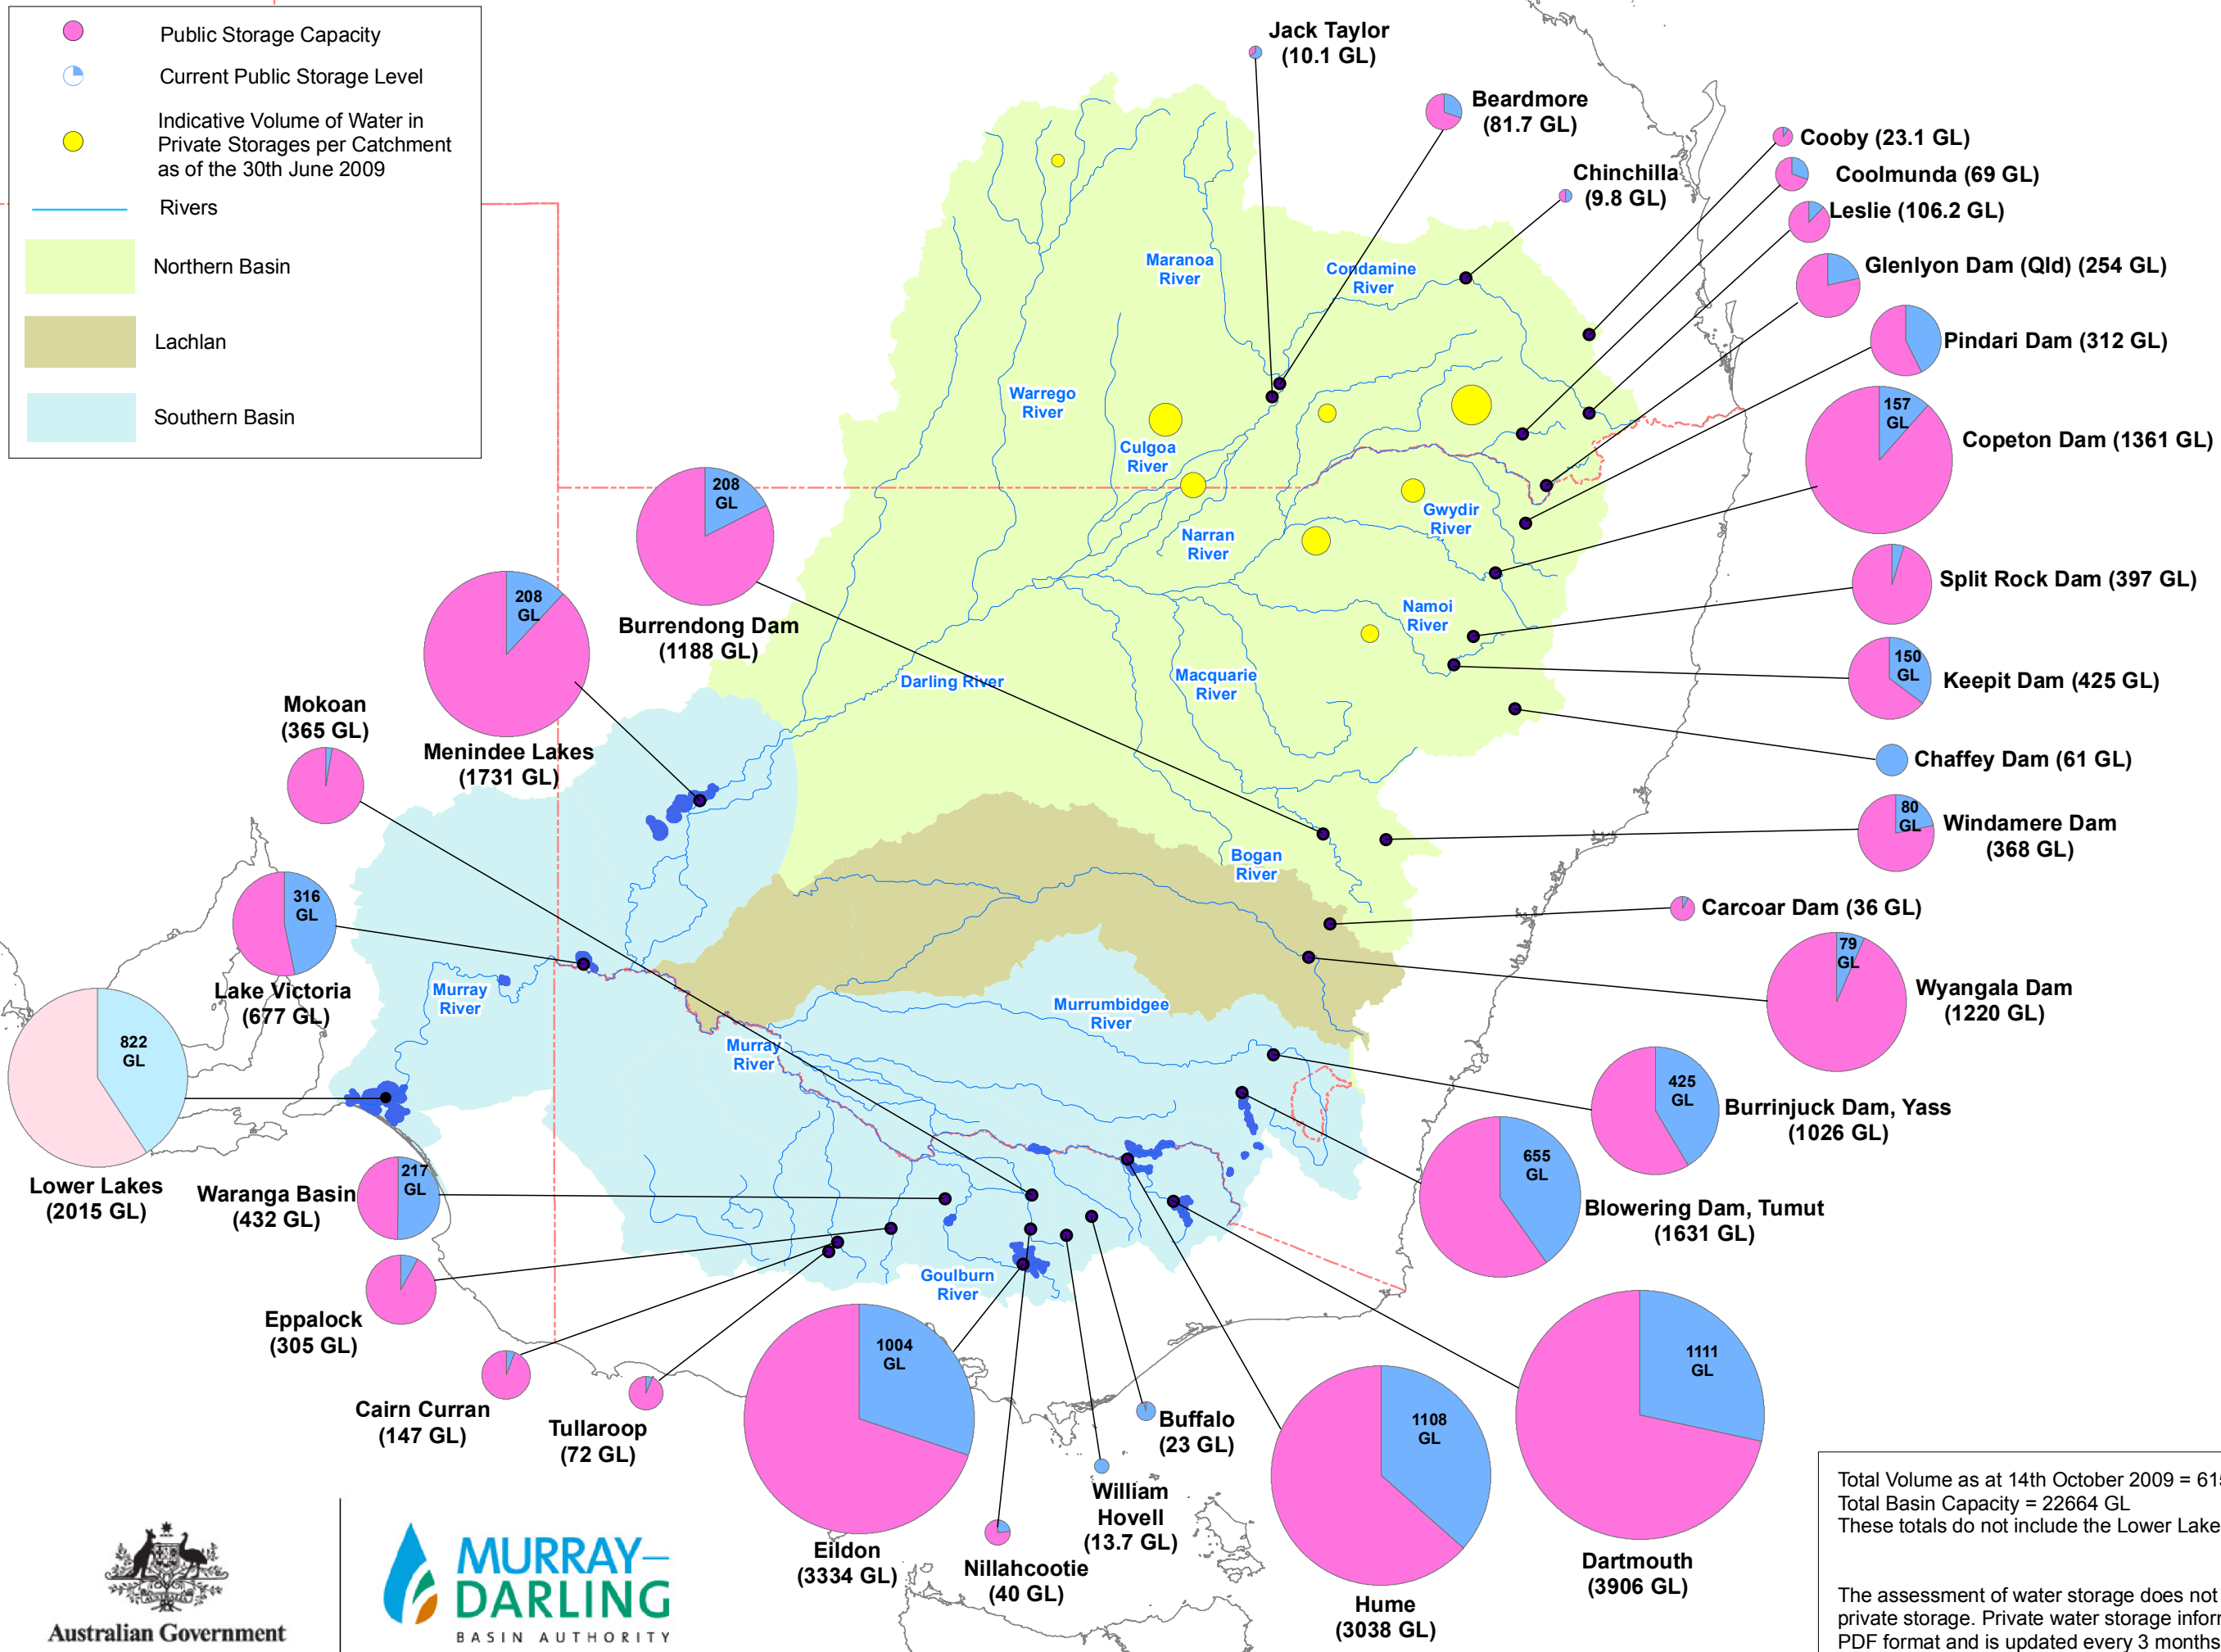 Public Storage Capacity
Current Public Storage Level
Indicative Volume of Water in
Private Storages per Catchment
as of the 30th June 2009
Rivers
Northern Basin
Lachlan
Southern Basin
Jack Taylor
(10.1 GL)
Beardmore
(81.7 GL)
Chinchilla
(9.8 GL)
Cooby (23.1 GL)
Coolmunda (69 GL)
Leslie (106.2 GL)
Glenlyon Dam (Qld) (254 GL)
Pindari Dam (312 GL)
157
GL
Copeton Dam (1361 GL)
Split Rock Dam (397 GL)
150
GL
Keepit Dam (425 GL)
Chaffey Dam (61 GL)
80
GL
Windamere Dam
(368 GL)
Carcoar Dam (36 GL)
79
GL
Wyangala Dam
(1220 GL)
425
GL
Burrinjuck Dam, Yass
(1026 GL)
655
GL
Blowering Dam, Tumut
(1631 GL)
1111
GL
Dartmouth
(3906 GL)
1108
GL
Hume
(3038 GL)
Buffalo
(23 GL)
William
Hovell
(13.7 GL)
Nillahcootie
(40 GL)
1004
GL
Eildon
(3334 GL)
Tullaroop
(72 GL)
Cairn Curran
(147 GL)
Eppalock
(305 GL)
217
GL
Waranga Basin
(432 GL)
822
GL
Lower Lakes
(2015 GL)
316
GL
Lake Victoria
(677 GL)
Mokoan
(365 GL)
208
GL
Menindee Lakes
(1731 GL)
208
GL
Burrendong Dam
(1188 GL)
Maranoa
River
Condamine
River
Warrego
River
Culgoa
River
Narran
River
Gwydir
River
Namoi
River
Macquarie
River
Darling River
Bogan
River
Murrumbidgee
River
Murray
River
Murray
River
Goulburn
River
Australian Government
MURRAY–
DARLING
BASIN AUTHORITY
Total Volume as at 14th October 2009 =
Total Basin Capacity = 22664 GL
These totals do not include the Lower
The assessment of water storage does not
private storage. Private water storage
PDF format and is updated every 3 months